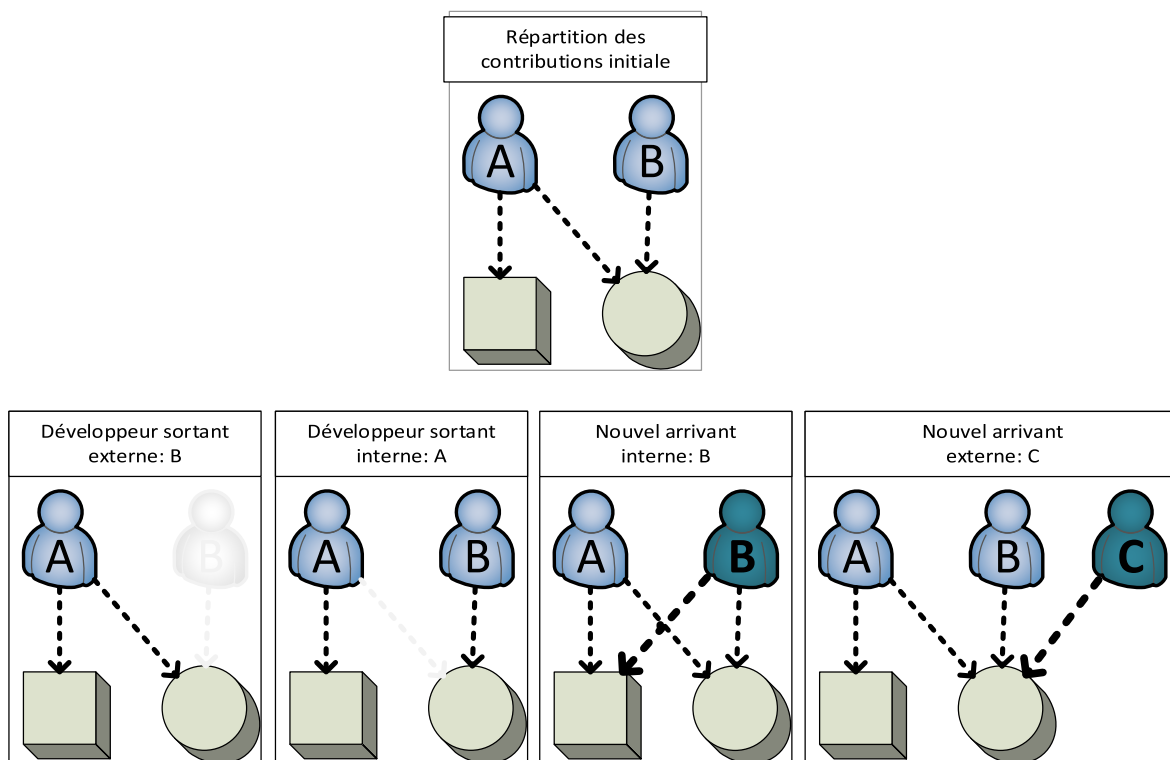 Répartition des
contributions initiale
A
B
Développeur sortant
externe: B
A
B
Développeur sortant
interne: A
A
B
Nouvel arrivant
interne: B
A
B
Nouvel arrivant
externe: C
A
B
C